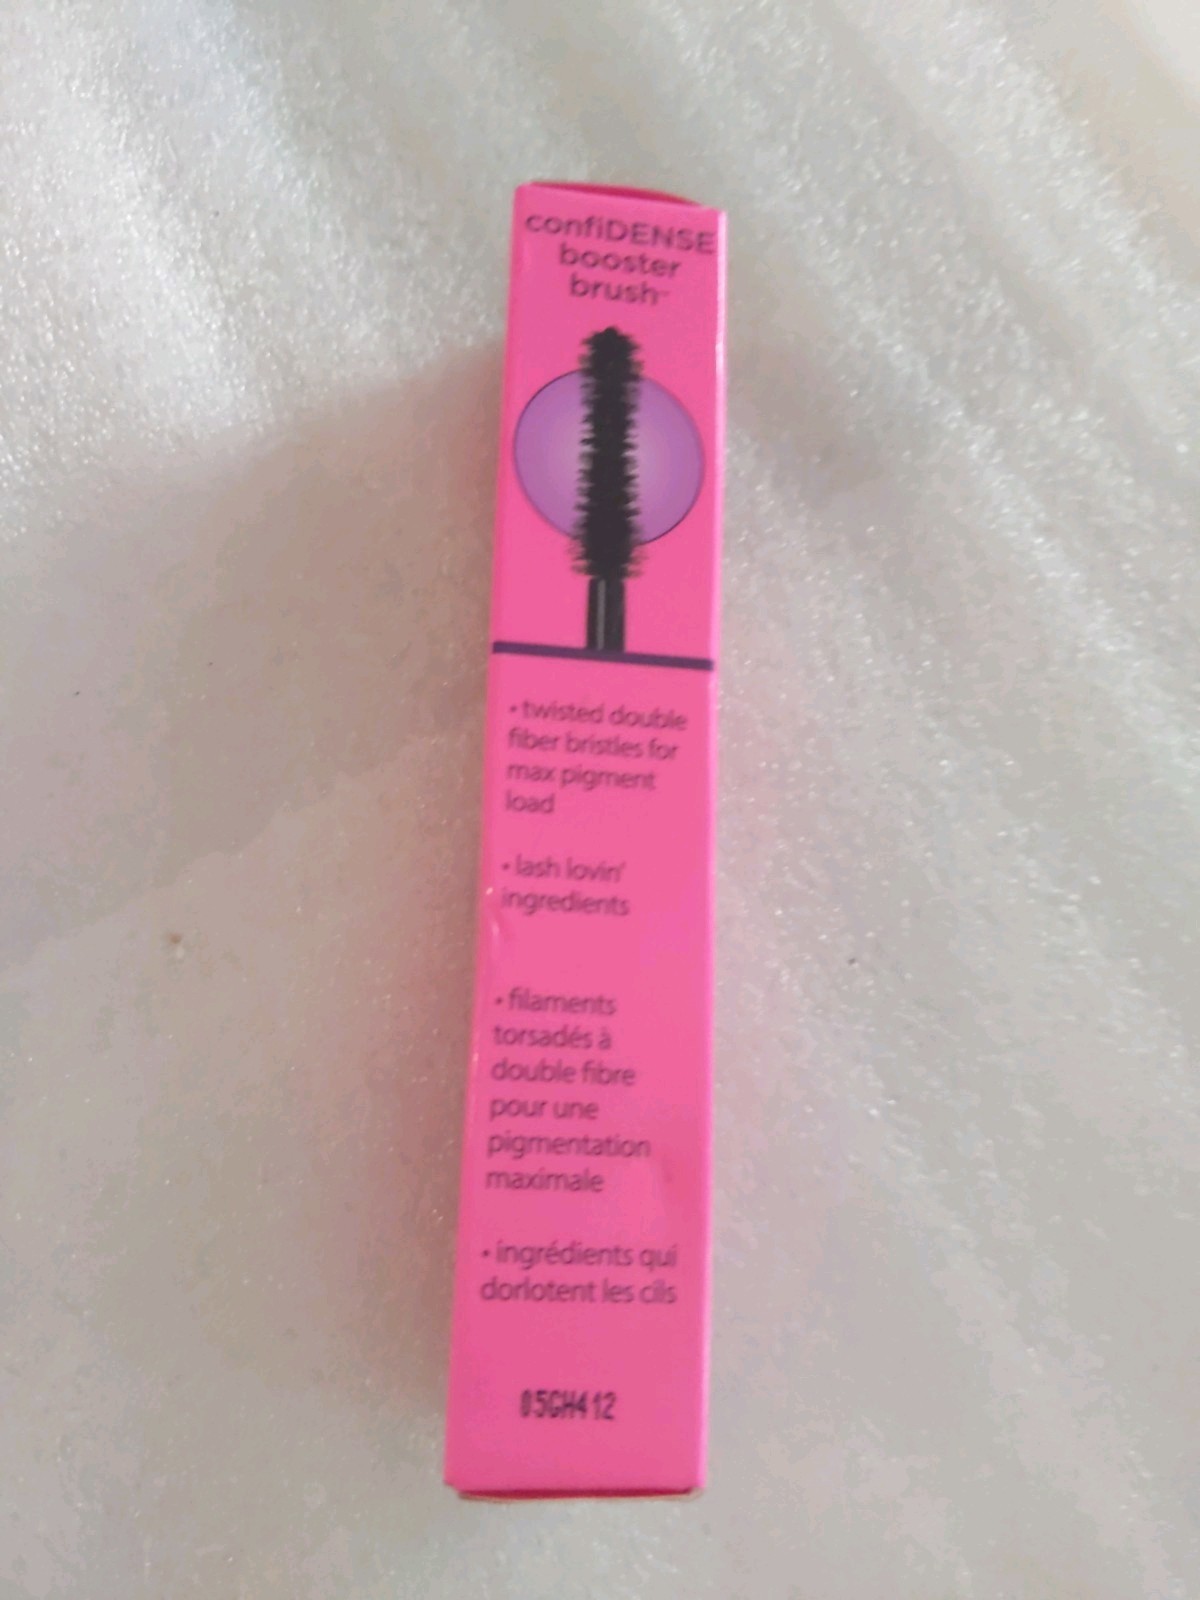 confiDENSE
booster
brush™
• twisted double
fiber bristles for
max pigment
load
• lash lovin'
ingredients
• filaments
torsadés à
double fibre
pour une
pigmentation
maximale
• ingrédients qui
dorlotent les cils
05GH412